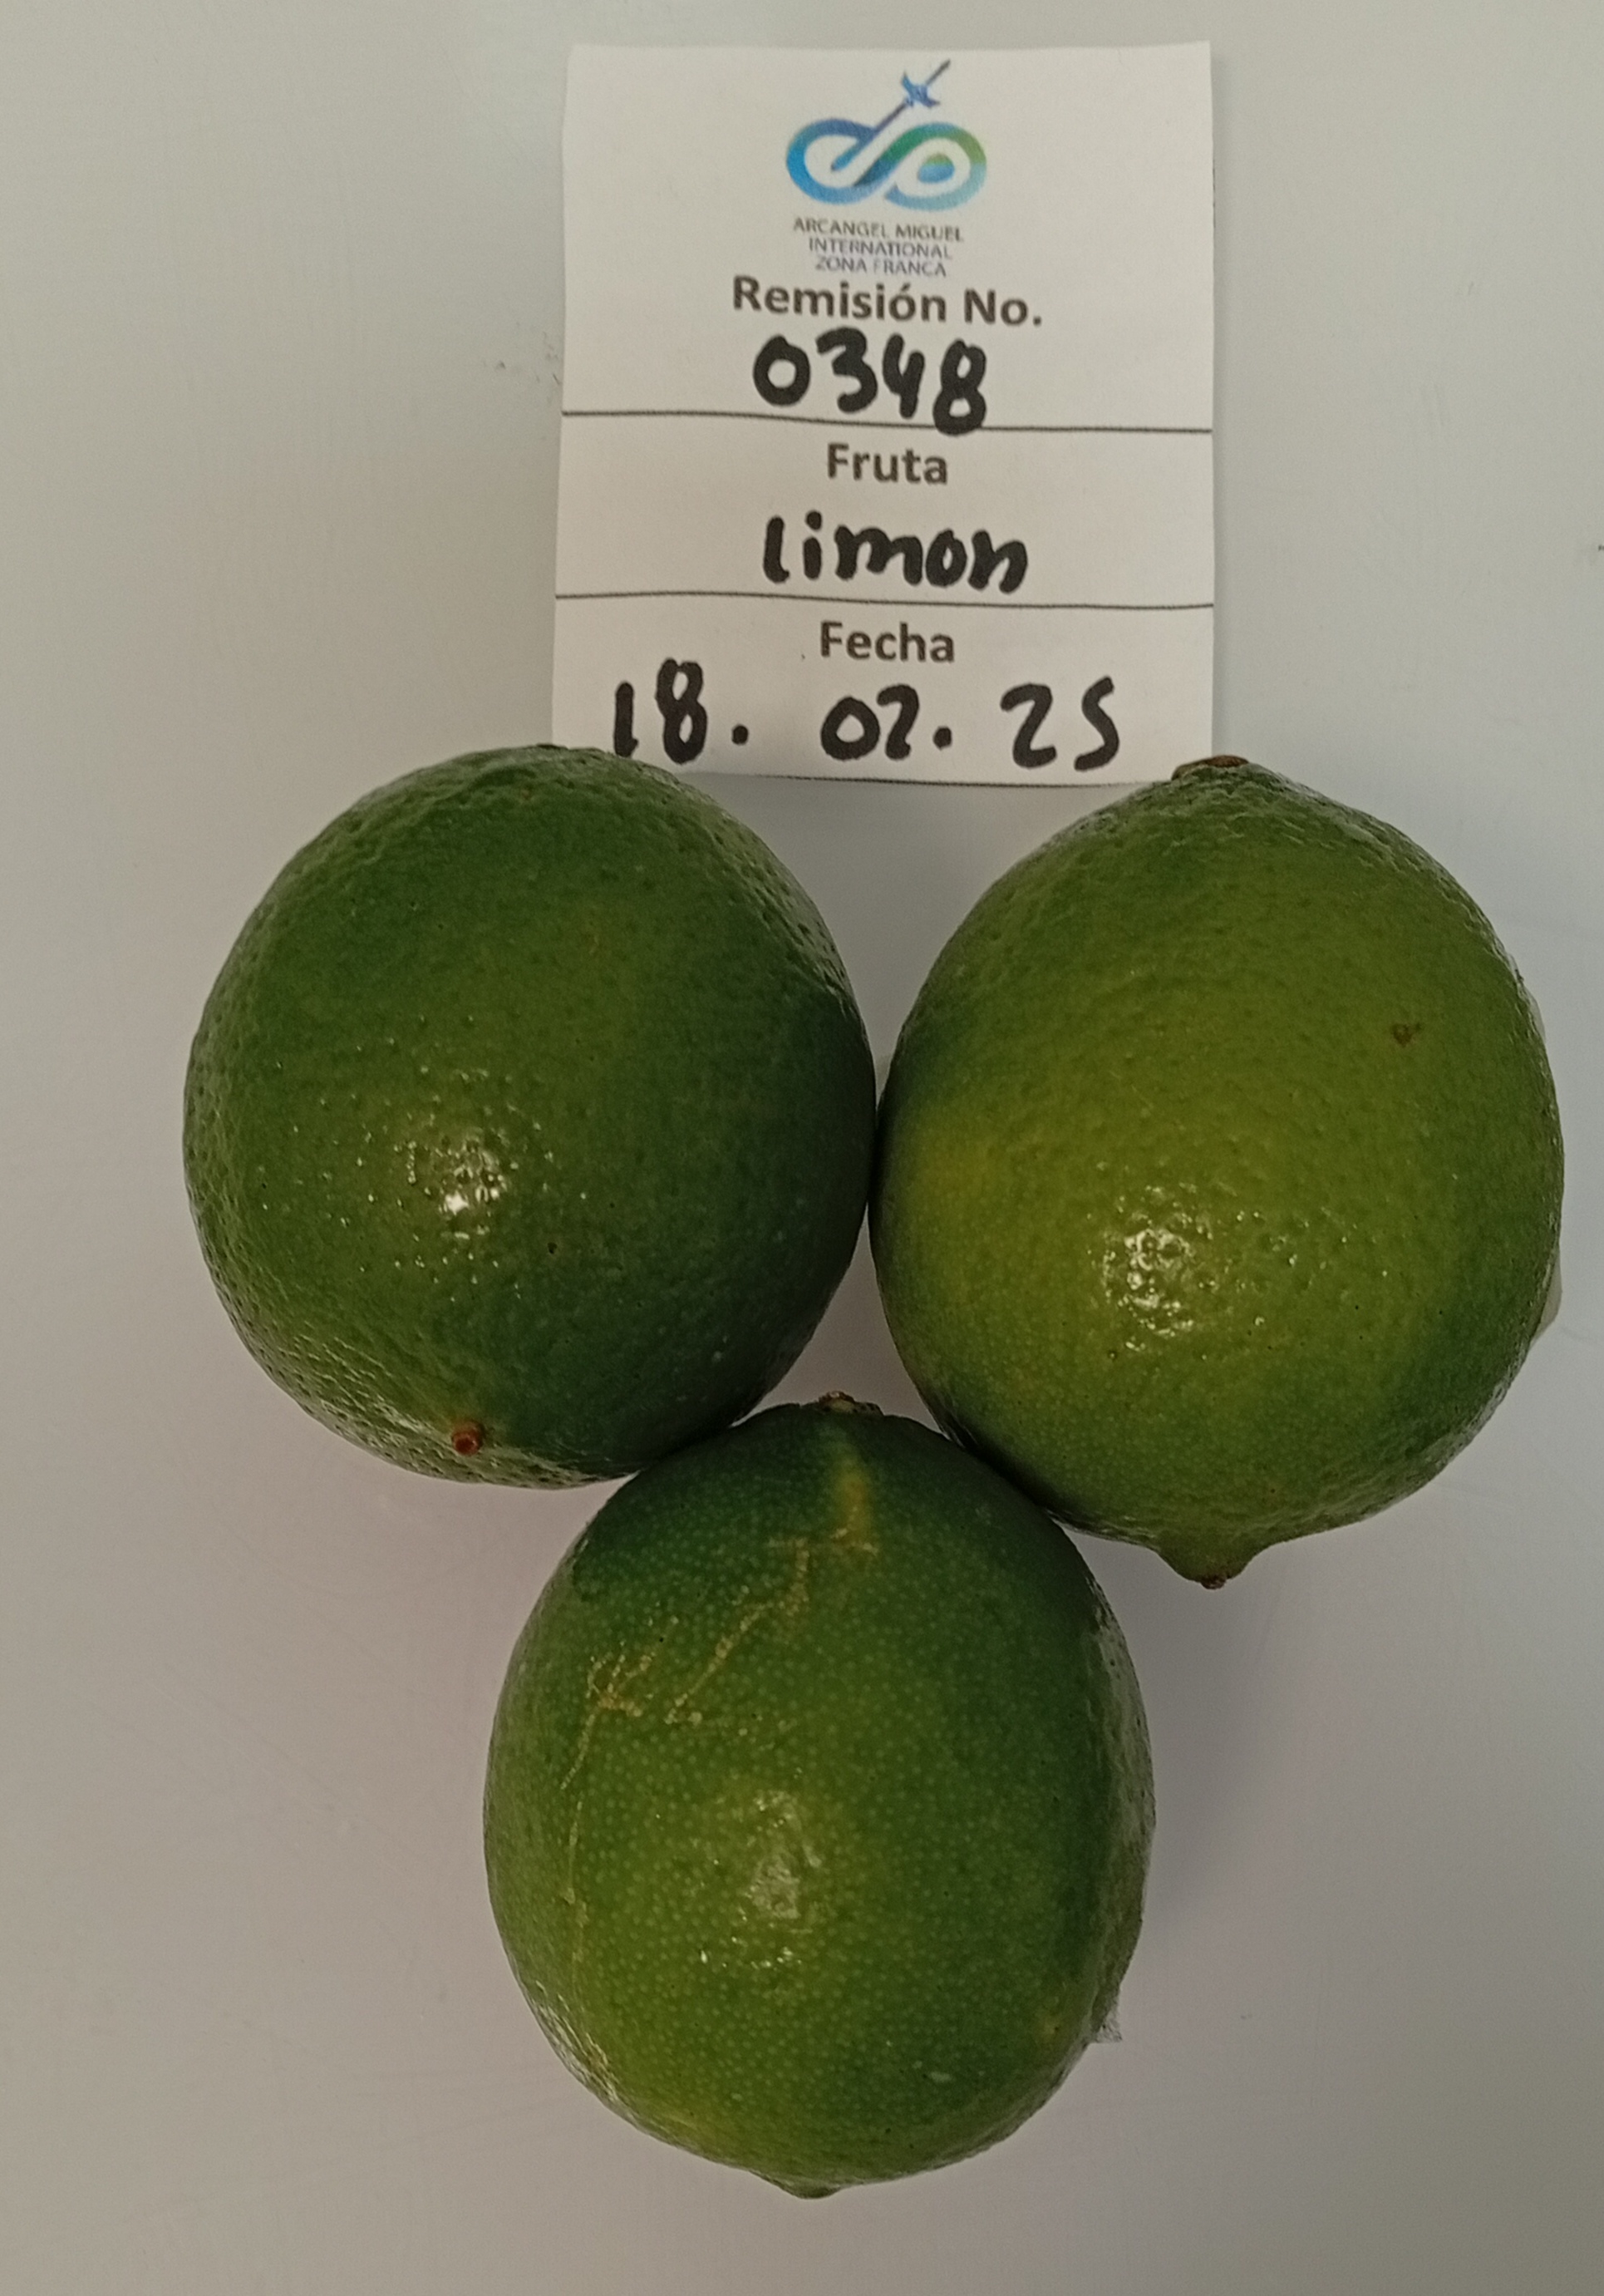 ARCANGEL MIGUEL
INTERNATIONAL
ZONA FRANCA
Remisión No.
0348
Fruta
limon
Fecha
18. 02. 25